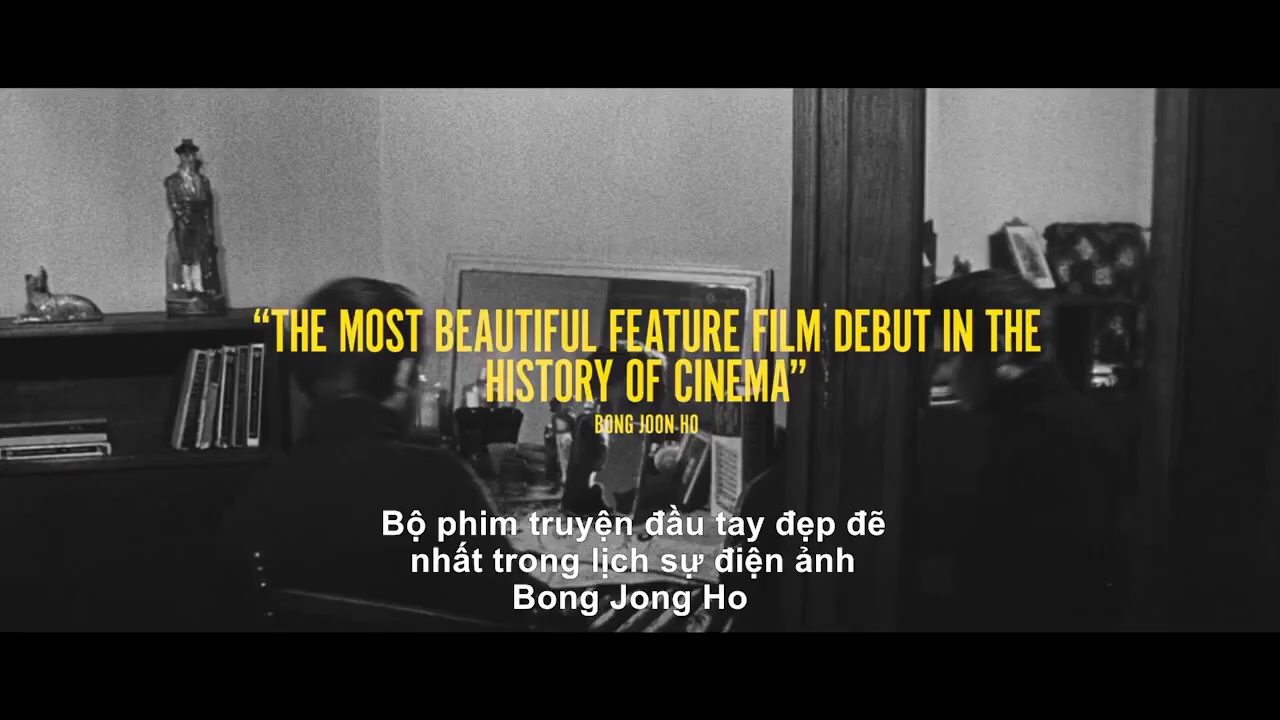 “THE MOST BEAUTIFUL FEATURE FILM DEBUT IN THE
HISTORY OF CINEMA”
BONG JOON HO
Bộ phim truyện đầu tay đẹp đẽ
nhất trong lịch sự điện ảnh
Bong Jong Ho